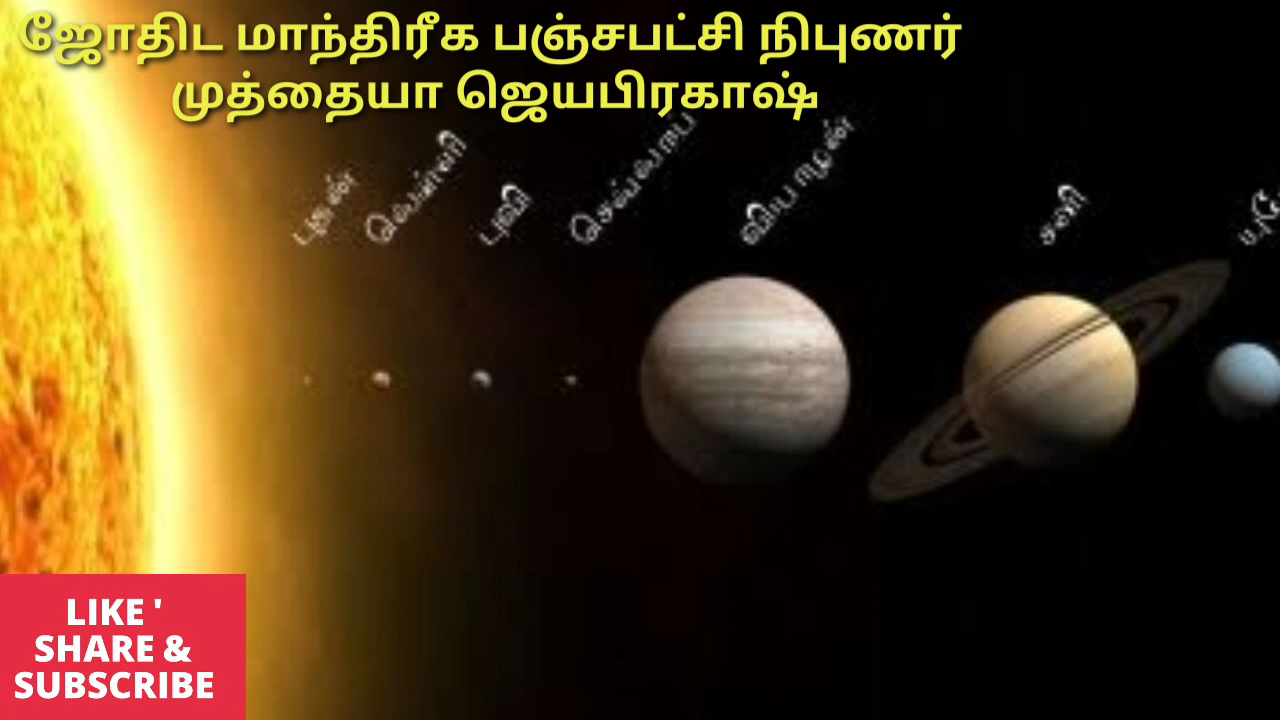 ஜோதிட மாந்திரீக பஞ்சபட்சி நிபுணர்
முத்தையா ஜெயபிரகாஷ்
புதன்
வெள்ளி
புவி
செவ்வாய்
வியாழன்
சனி
LIKE '
SHARE &
SUBSCRIBE